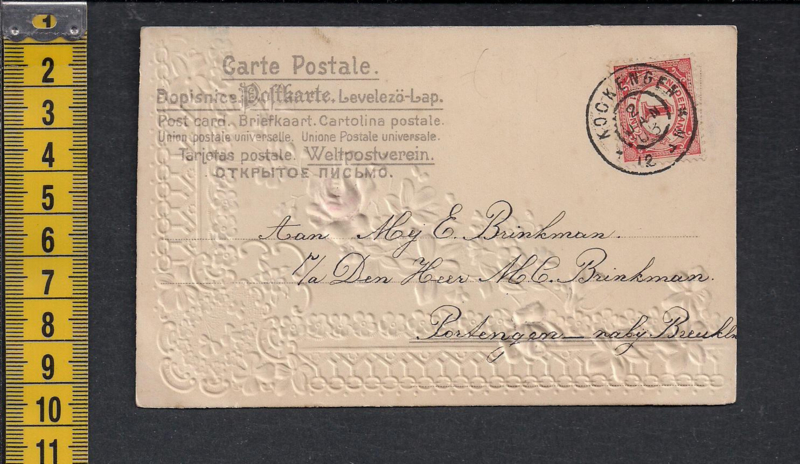 1
2
3
4
5
6
7
8
9
10
11
Carte Postale.
Dopisnice. Postkarte. Levelezö-Lap.
Post card. Briefkaart. Cartolina postale.
Union postale universelle. Unione Postale universale.
Tarjetas postale. Weltpostverein.
ОТКРЫТОЕ ПИСЬМО.
KOCKENGEN
12
1
Aan Mej E. Brinkman.
p/a Den Heer M.C. Brinkman.
Portengen - naby Breukln